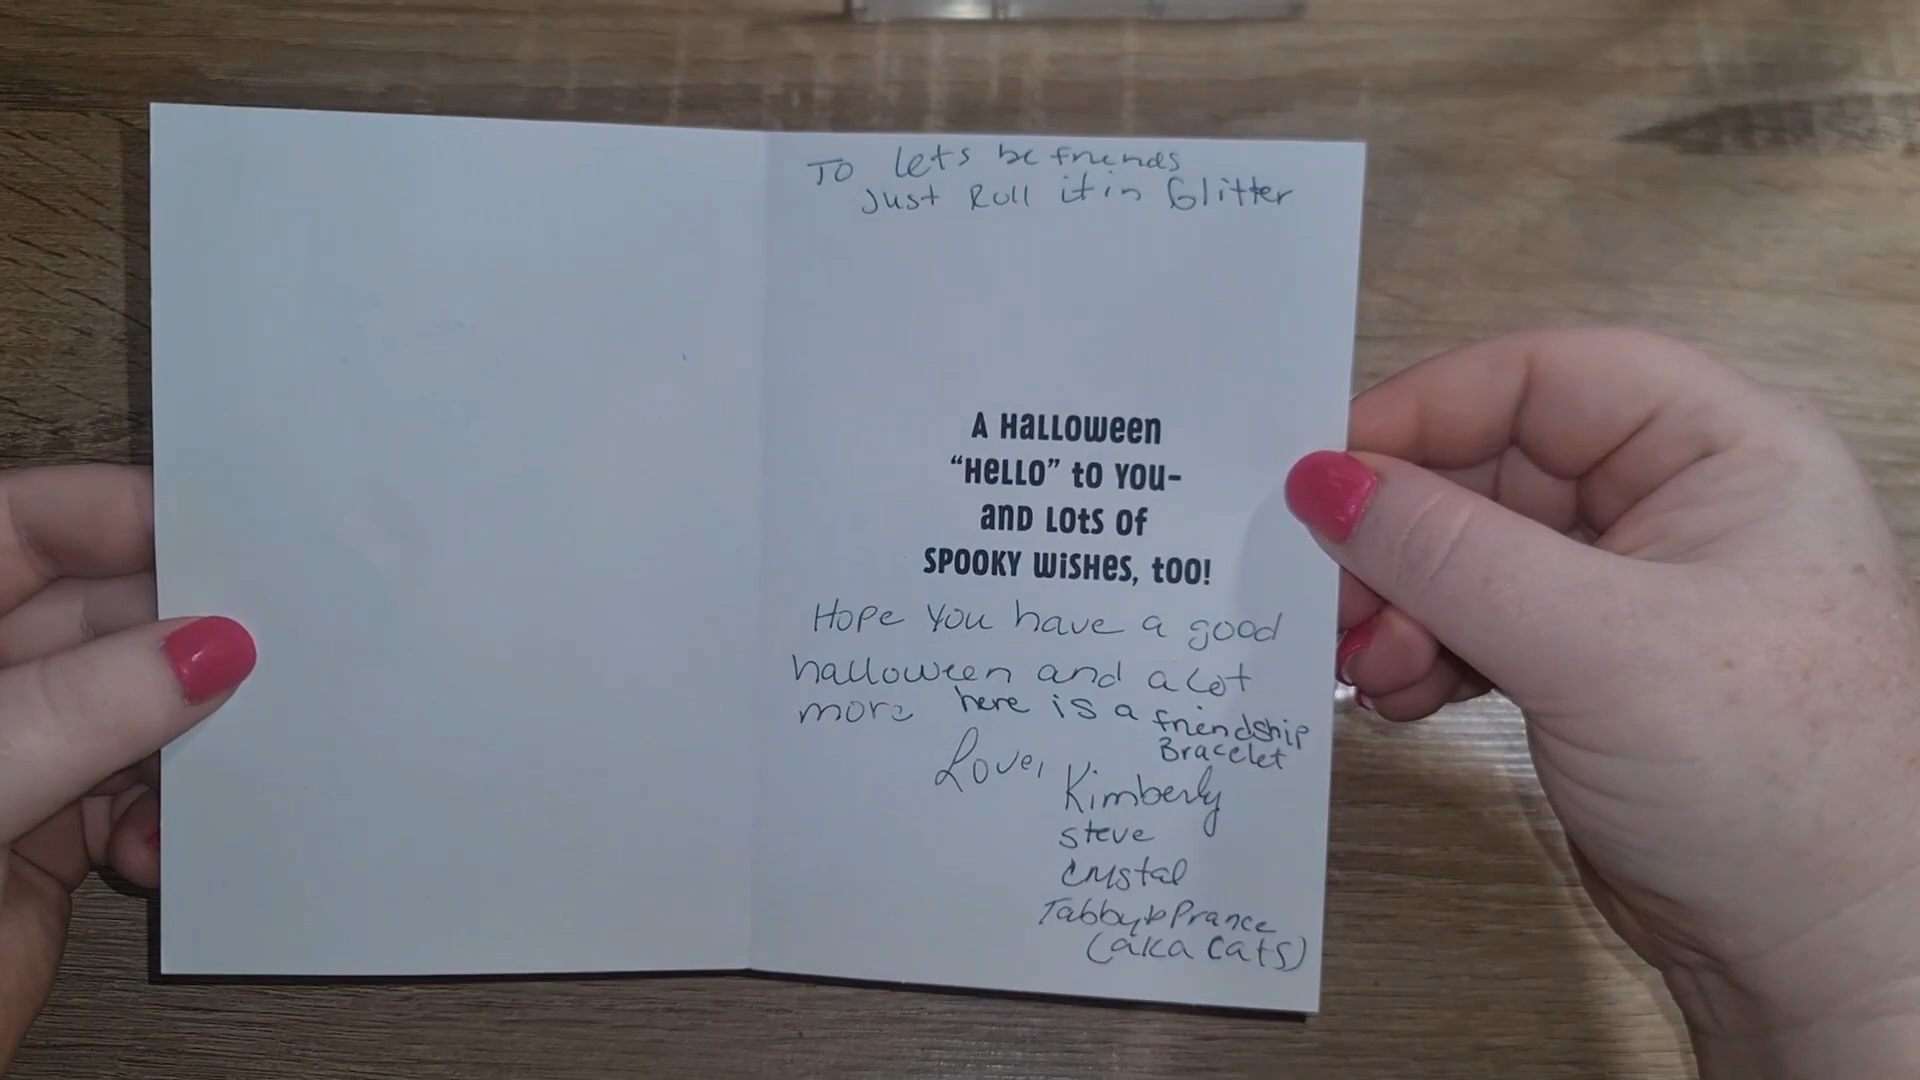 To lets be friends
Just Roll it in Glitter
A Halloween
“Hello” to you-
and lots of
spooky wishes, too!
Hope you have a good
halloween and a lot
more here is a friendship
Bracelet
Love,
Kimberly
Steve
Crystal
Tabby & Prance
(aka cats)